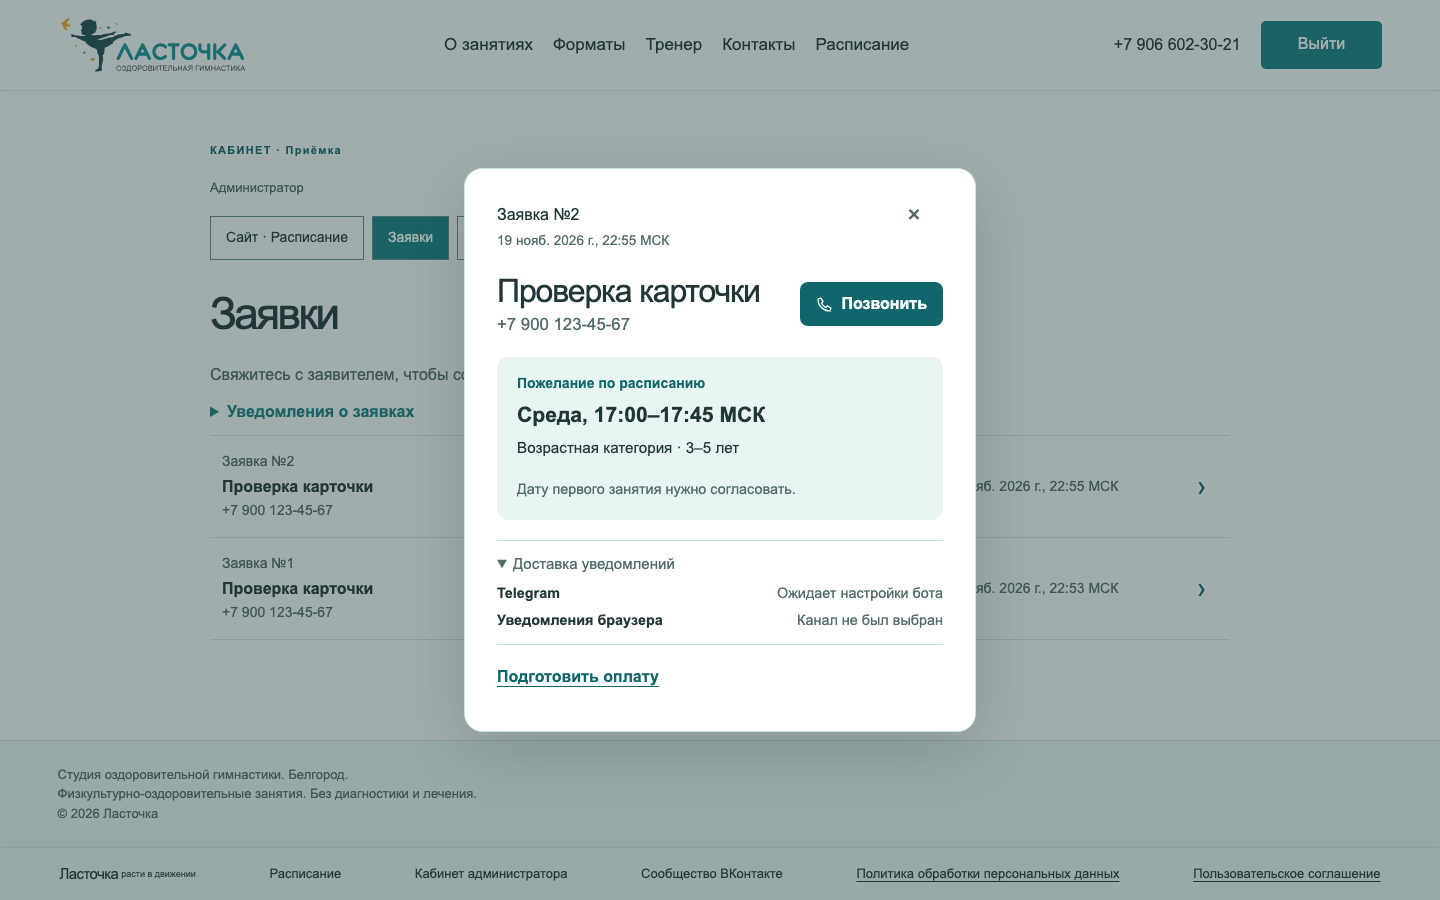 ЛАСТОЧКА
ОЗДОРОВИТЕЛЬНАЯ ГИМНАСТИКА
О занятиях
Форматы
Тренер
Контакты
Расписание
+7 906 602-30-21
Выйти
КАБИНЕТ · Приёмка
Администратор
Сайт · Расписание
Заявки
Заявки
Свяжитесь с заявителем, чтобы
Уведомления о заявках
Заявка №2
Проверка карточки
+7 900 123-45-67
яб. 2026 г., 22:55 МСК
Заявка №1
Проверка карточки
+7 900 123-45-67
яб. 2026 г., 22:53 МСК
Заявка №2
19 нояб. 2026 г., 22:55 МСК
Проверка карточки
+7 900 123-45-67
Позвонить
Пожелание по расписанию
Среда, 17:00–17:45 МСК
Возрастная категория · 3–5 лет
Дату первого занятия нужно согласовать.
Доставка уведомлений
Telegram
Ожидает настройки бота
Уведомления браузера
Канал не был выбран
Подготовить оплату
Студия оздоровительной гимнастики. Белгород.
Физкультурно-оздоровительные занятия. Без диагностики и лечения.
© 2026 Ласточка
Ласточка расти в движении
Расписание
Кабинет администратора
Сообщество ВКонтакте
Политика обработки персональных данных
Пользовательское соглашение